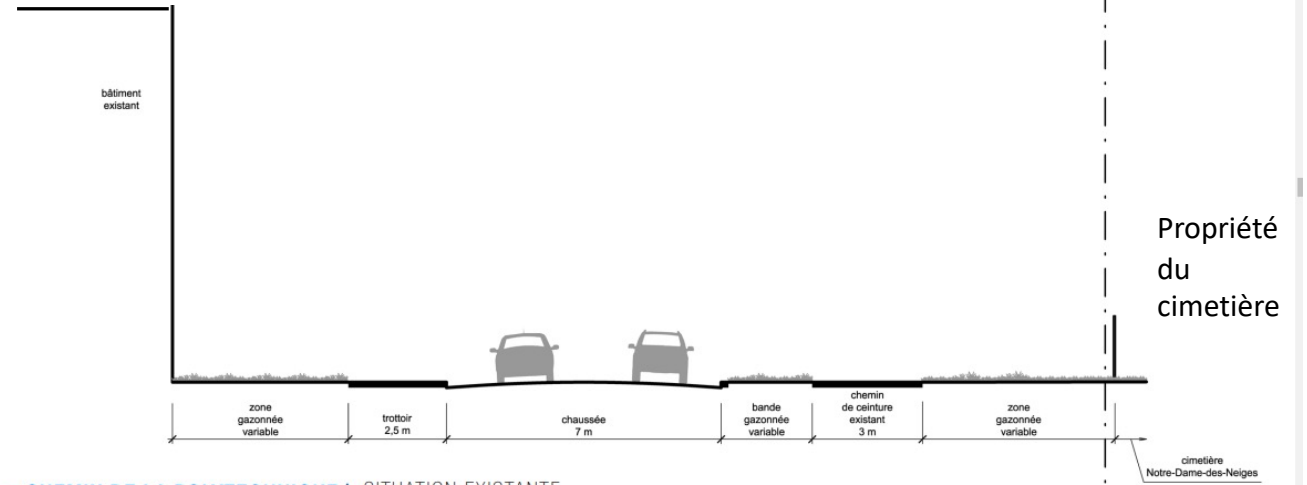 bâtiment
existant
Propriété
du
cimetière
zone
gazonnée
variable
trottoir
2,5 m
chaussée
7 m
bande
gazonnée
variable
chemin
de ceinture
existant
3 m
zone
gazonnée
variable
cimetière
Notre-Dame-des-Neiges
SITUATION EXISTANTE